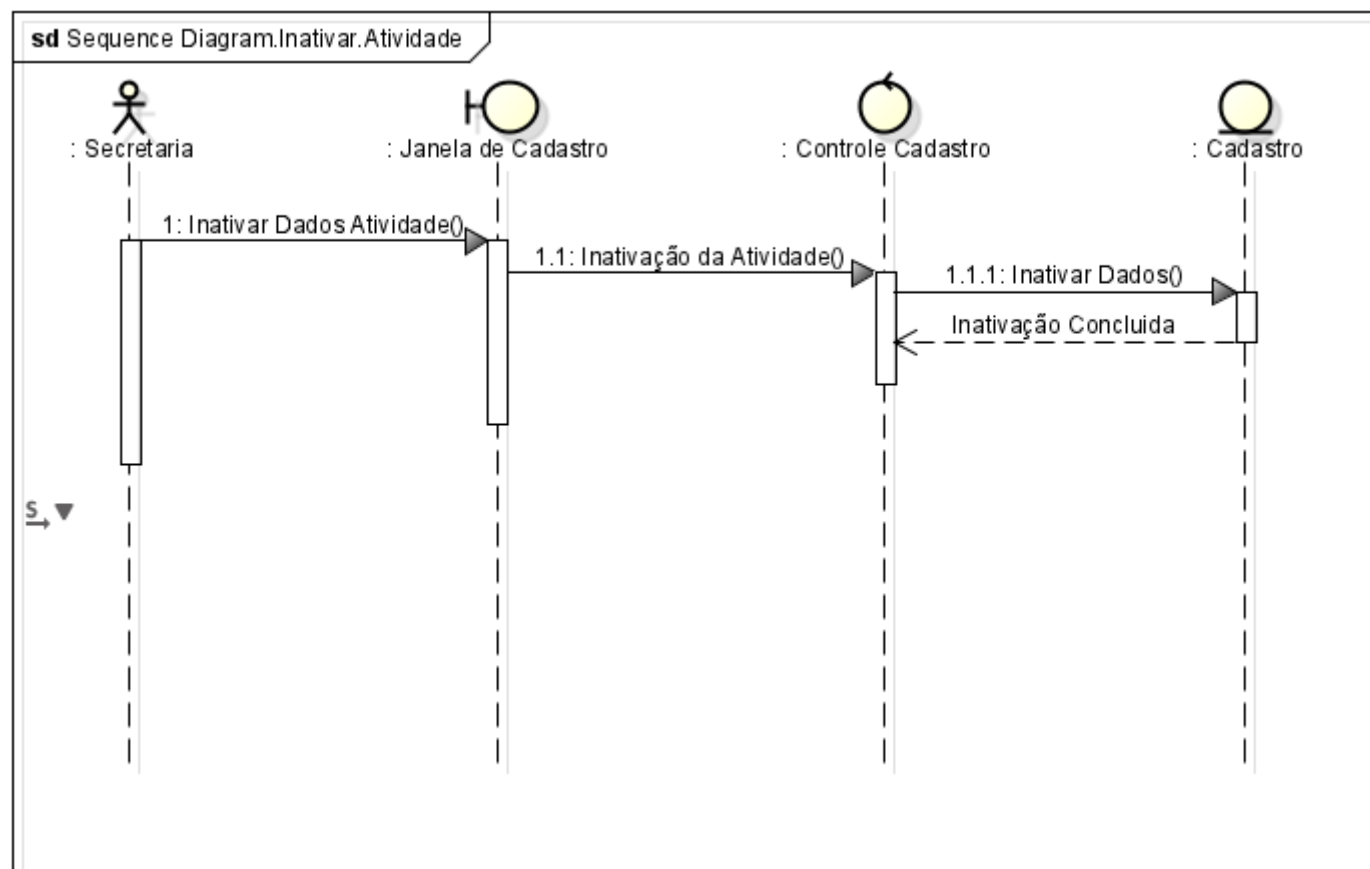 sd Sequence Diagram.Inativar.Atividade
: Secretaria
: Janela de Cadastro
: Controle Cadastro
: Cadastro
1: Inativar Dados Atividade()
1.1: Inativação da Atividade()
1.1.1: Inativar Dados()
Inativação Concluida
S